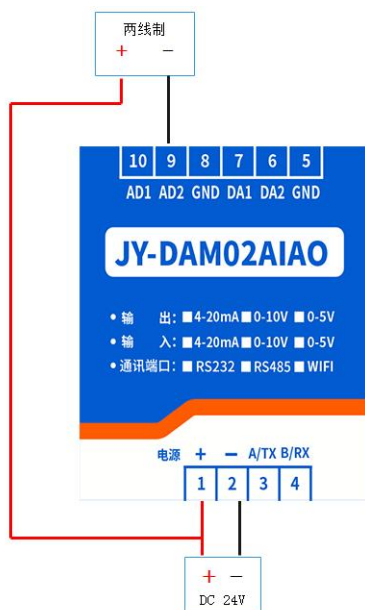 两线制
+ −
10 9 8 7 6 5
AD1 AD2 GND DA1 DA2 GND
JY-DAM02AIAO
• 输 出: ■ 4-20mA ■ 0-10V ■ 0-5V
• 输 入: ■ 4-20mA ■ 0-10V ■ 0-5V
• 通讯端口: ■ RS232 ■ RS485 ■ WIFI
电源 + − A/TX B/RX
1 2 3 4
+ −
DC 24V